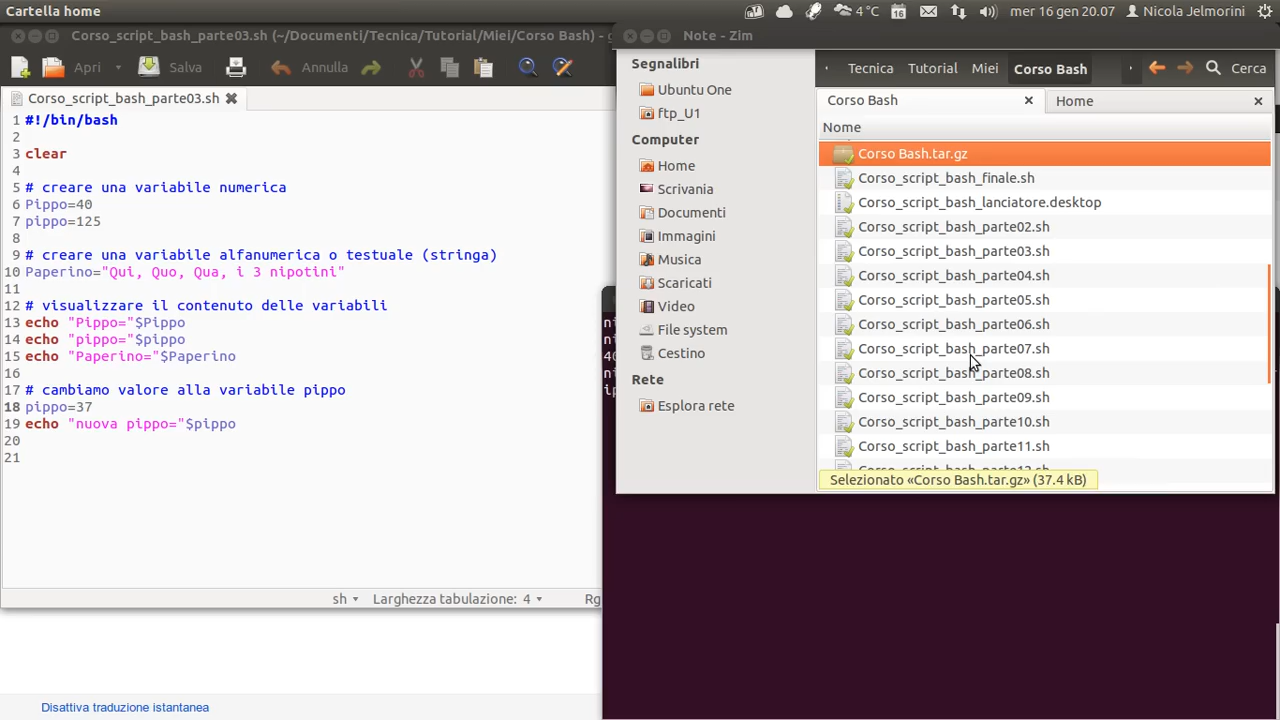 Cartella home
4 °C
mer 16 gen 20.07
Nicola Jelmorini
Corso_script_bash_parte03.sh (~/Documenti/Tecnica/Tutorial/Miei/Corso Bash) - g
Apri
Salva
Annulla
Corso_script_bash_parte03.sh
1 #!/bin/bash
2
3 clear
4
5 # creare una variabile numerica
6 Pippo=40
7 pippo=125
8
9 # creare una variabile alfanumerica o testuale (stringa)
10 Paperino="Qui, Quo, Qua, i 3 nipotini"
11
12 # visualizzare il contenuto delle variabili
13 echo "Pippo="$Pippo
14 echo "pippo="$pippo
15 echo "Paperino="$Paperino
16
17 # cambiamo valore alla variabile pippo
18 pippo=37
19 echo "nuova pippo="$pippo
20
21
sh
Larghezza tabulazione: 4
Rg
Disattiva traduzione istantanea
Note - Zim
Segnalibri
Ubuntu One
ftp_U1
Computer
Home
Scrivania
Documenti
Immagini
Musica
Scaricati
Video
File system
Cestino
Rete
Esplora rete
Tecnica
Tutorial
Miei
Corso Bash
Cerca
Corso Bash
Home
Nome
Corso Bash.tar.gz
Corso_script_bash_finale.sh
Corso_script_bash_lanciatore.desktop
Corso_script_bash_parte02.sh
Corso_script_bash_parte03.sh
Corso_script_bash_parte04.sh
Corso_script_bash_parte05.sh
Corso_script_bash_parte06.sh
Corso_script_bash_parte07.sh
Corso_script_bash_parte08.sh
Corso_script_bash_parte09.sh
Corso_script_bash_parte10.sh
Corso_script_bash_parte11.sh
Selezionato «Corso Bash.tar.gz» (37.4 kB)